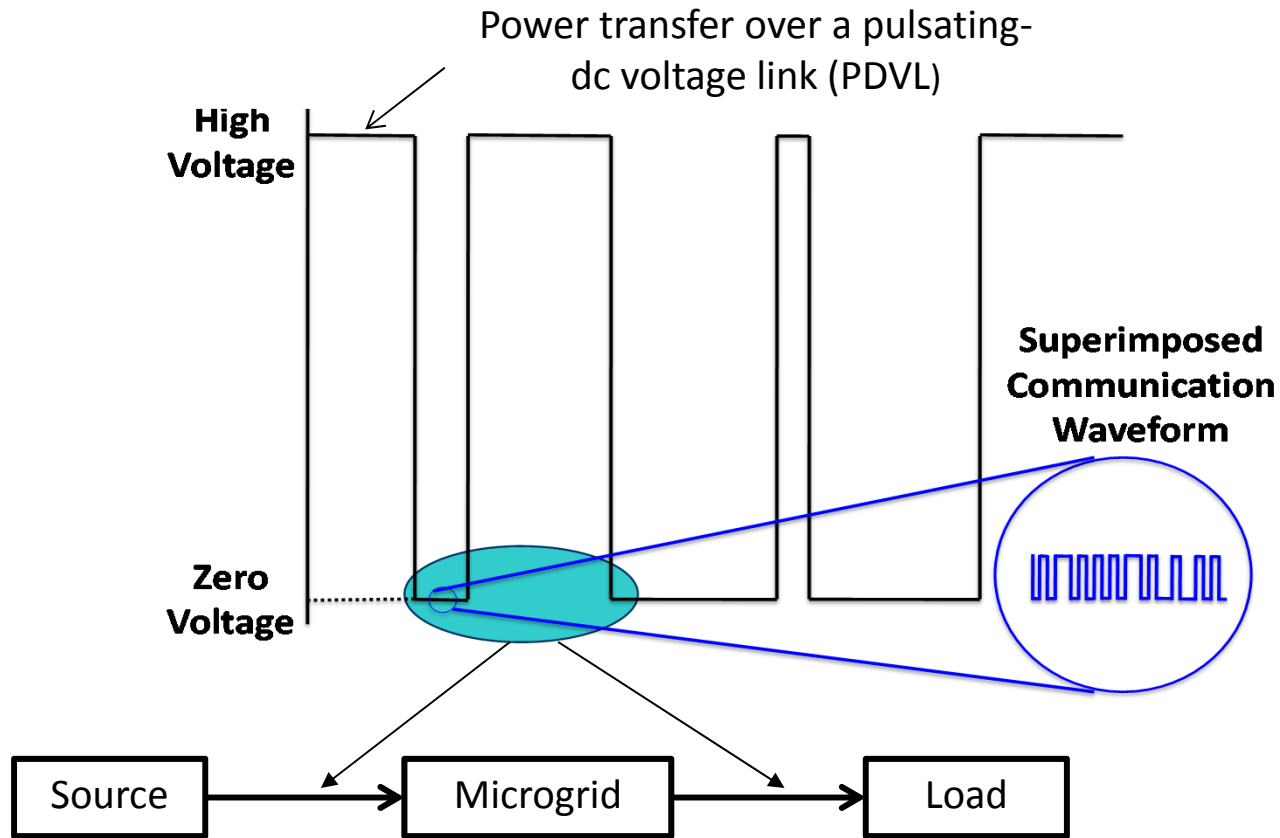 Power transfer over a pulsating-
dc voltage link (PDVL)
High
Voltage
Superimposed
Communication
Waveform
Zero
Voltage
Source
Microgrid
Load